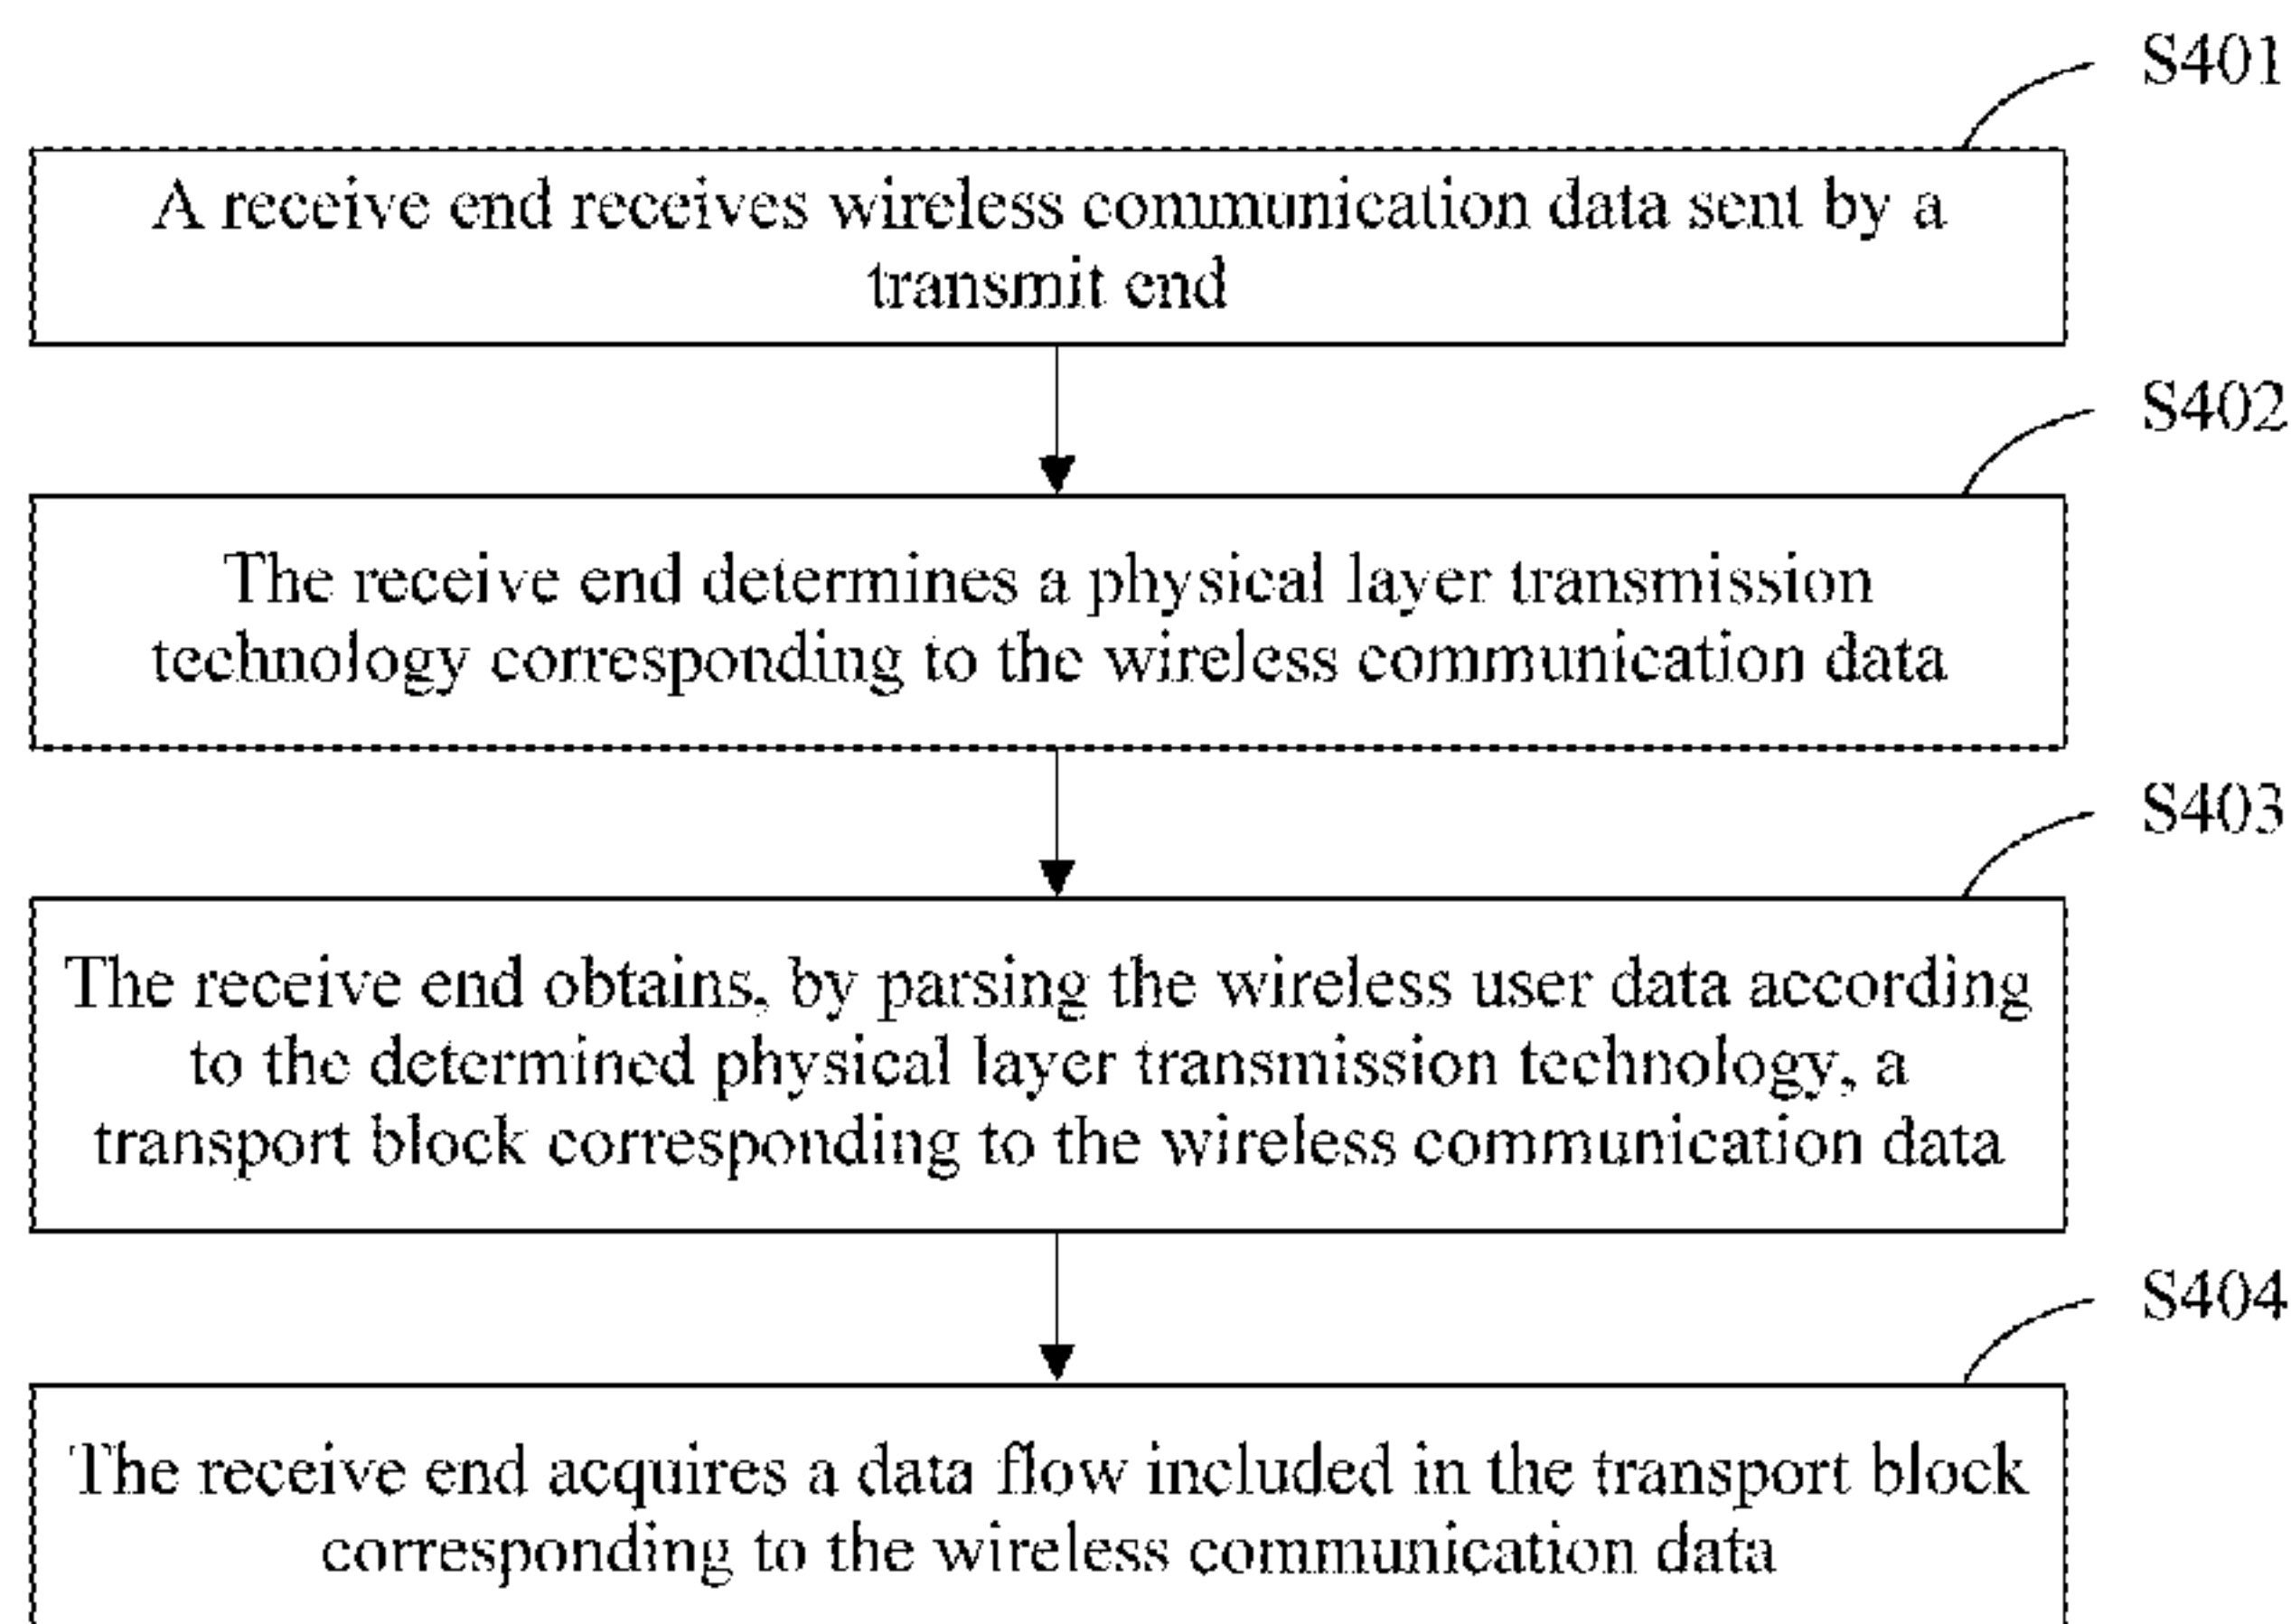 S401
A receive end receives wireless communication data sent by a
transmit end
S402
The receive end determines a physical layer transmission
technology corresponding to the wireless communication data
S403
The receive end obtains, by parsing the wireless user data according
to the determined physical layer transmission technology, a
transport block corresponding to the wireless communication data
S404
The receive end acquires a data flow included in the transport block
corresponding to the wireless communication data